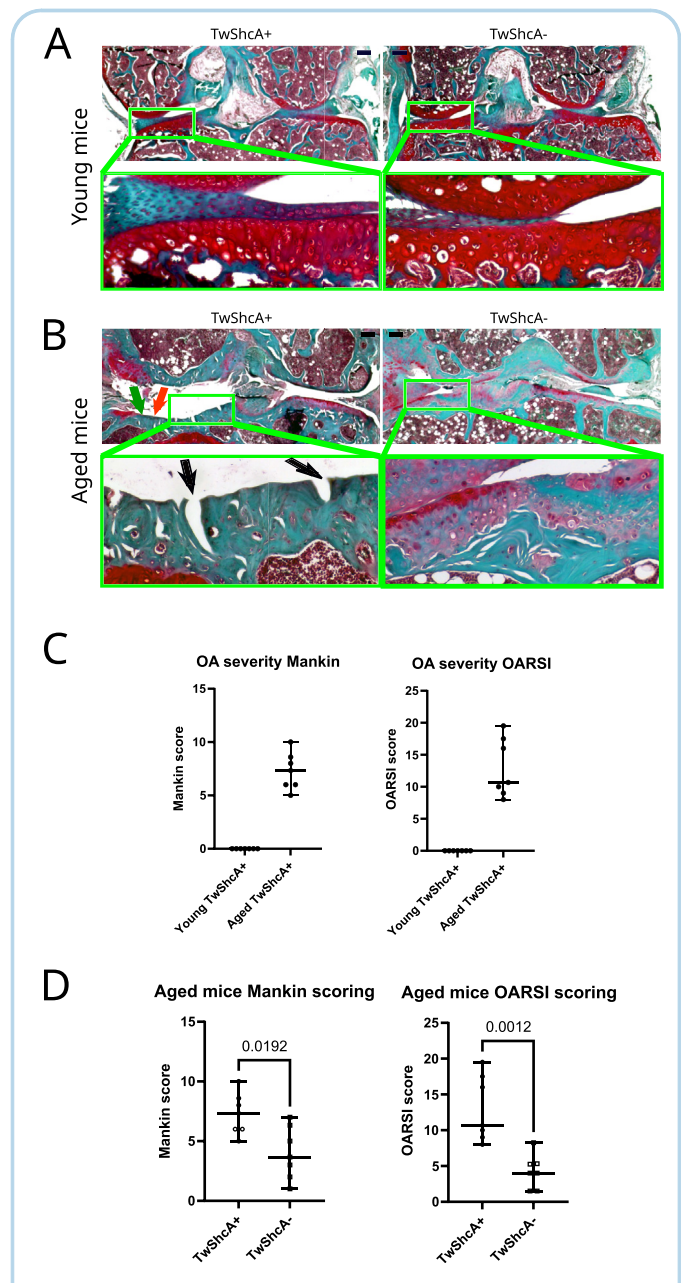 A
TwShcA+
TwShcA-
Young mice
B
TwShcA+
TwShcA-
Aged mice
C
OA severity Mankin
15
10
5
0
Mankin score
Young TwShcA+
Aged TwShcA+
OA severity OARSI
25
20
15
10
5
0
OARSI score
Young TwShcA+
Aged TwShcA+
D
Aged mice Mankin scoring
15
10
5
0
Mankin score
0.0192
TwShcA+
TwShcA-
Aged mice OARSI scoring
25
20
15
10
5
0
OARSI score
0.0012
TwShcA+
TwShcA-